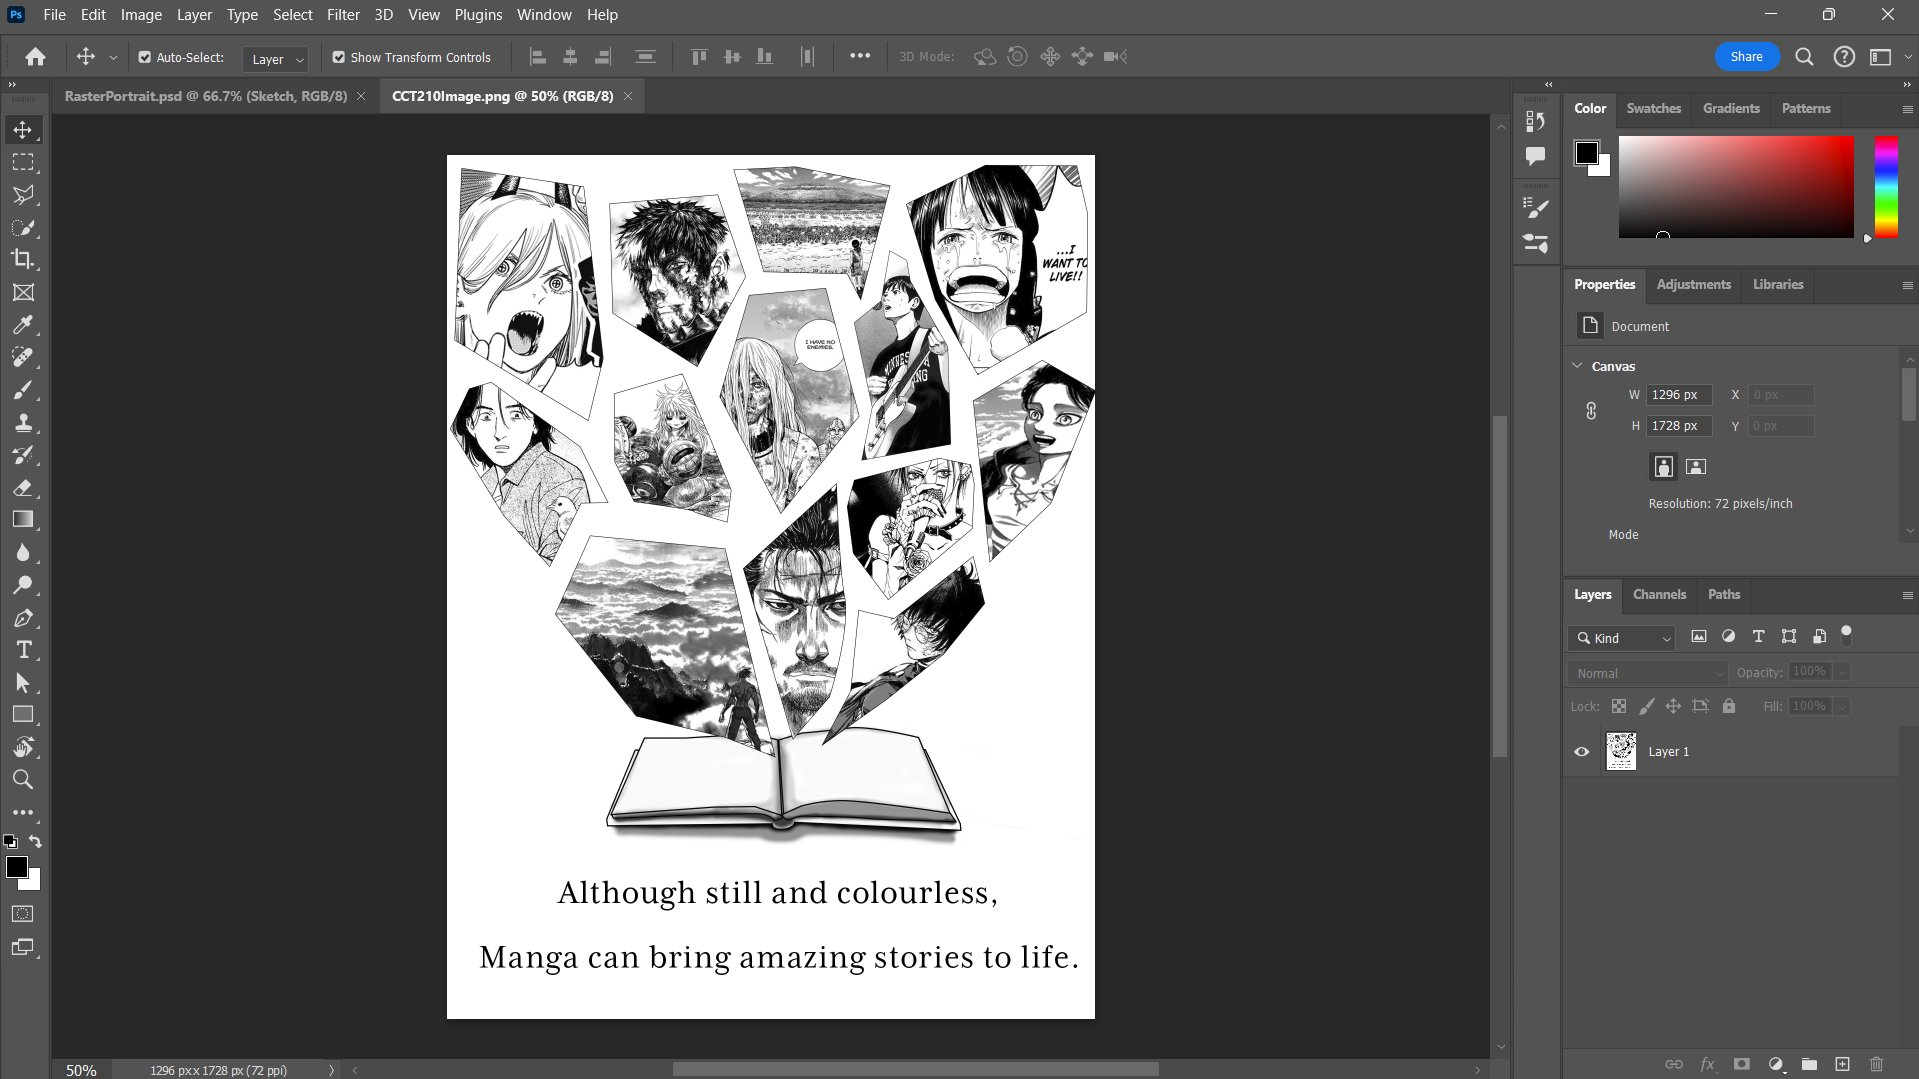 Ps File Edit Image Layer Type Select Filter 3D View Plugins Window Help
Auto-Select: Layer Show Transform Controls 3D Mode: Share
RasterPortrait.psd @ 66.7% (Sketch, RGB/8) CCT210Image.png @ 50% (RGB/8)
Color Swatches Gradients Patterns
...I
WANT TO
LIVE!!
I HAVE NO
ENEMIES.
Although still and colourless,
Manga can bring amazing stories to life.
Properties Adjustments Libraries
Document
Canvas
W 1296 px X 0 px
H 1728 px Y 0 px
Resolution: 72 pixels/inch
Mode
Layers Channels Paths
Kind
Normal Opacity: 100%
Lock: Fill: 100%
Layer 1
50% 1296 px x 1728 px (72 ppi)